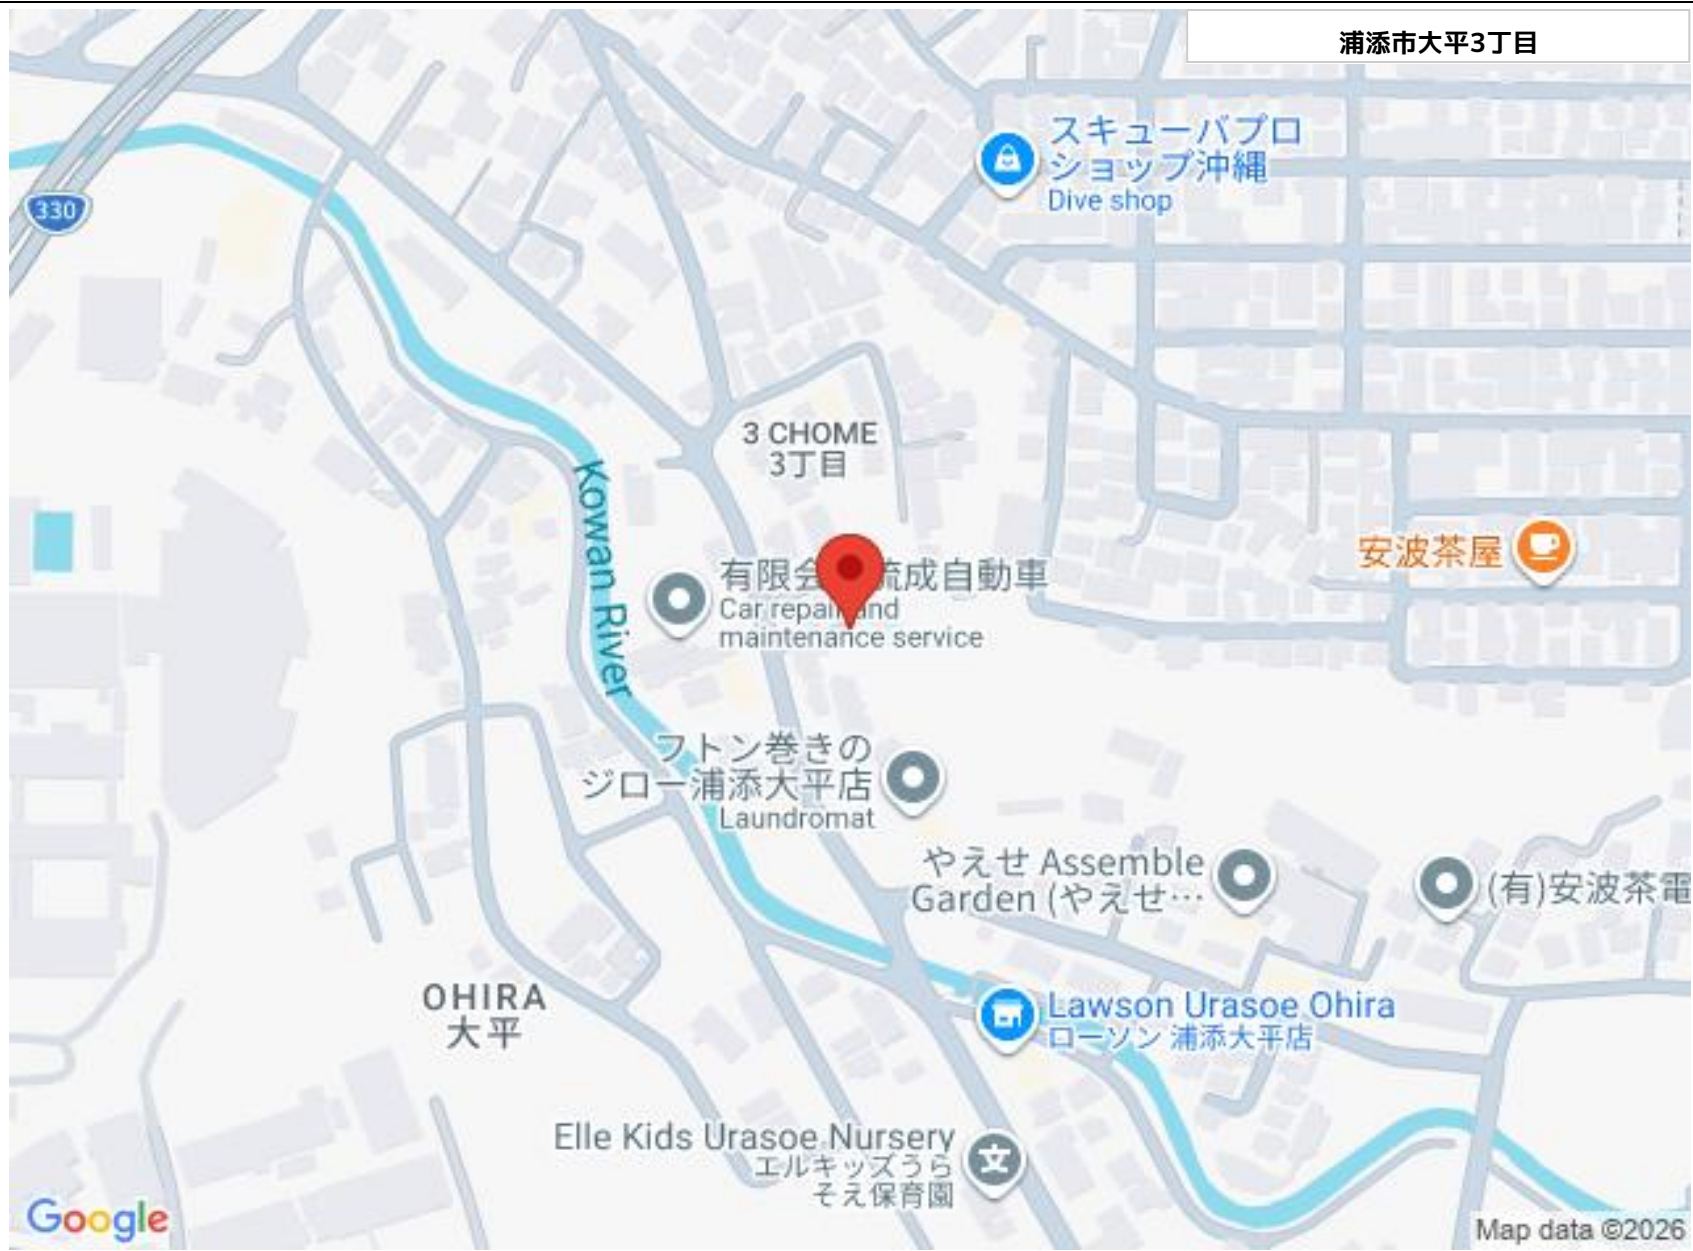 浦添市大平3丁目
スキューバプロ
ショップ沖縄
Dive shop
330
3 CHOME
3丁目
Kowan River
安波茶屋
有限会 流成自動車
Car repair and
maintenance service
フトン巻きの
ジロー浦添大平店
Laundromat
やえせ Assemble
Garden (やえせ…
(有)安波茶電
OHIRA
大平
Lawson Urasoe Ohira
ローソン 浦添大平店
Elle Kids Urasoe Nursery
エルキッズうら
そえ保育園
文
Google
Map data ©2026